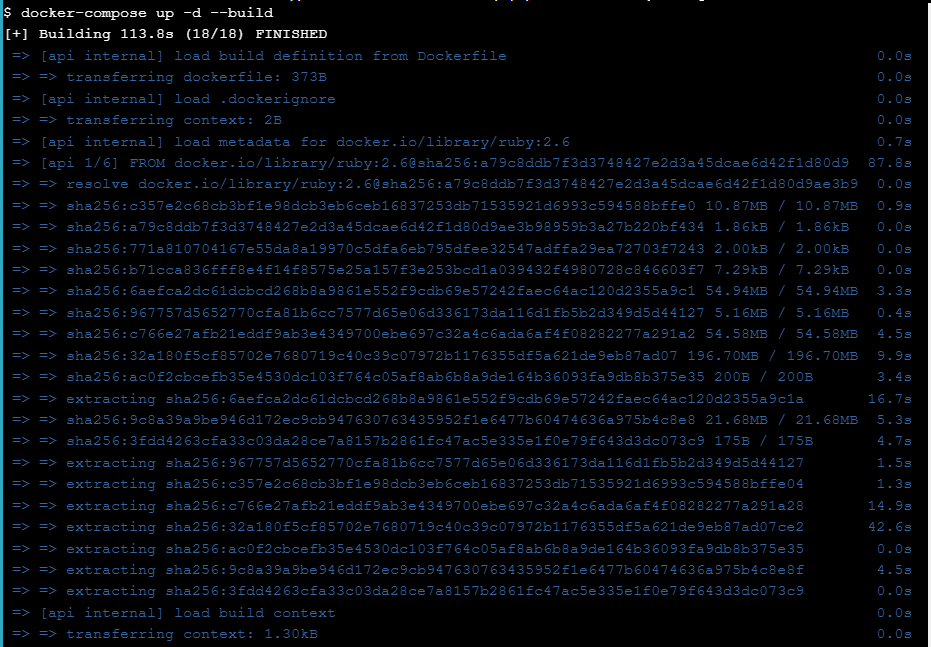 $ docker-compose up -d --build
[+] Building 113.8s (18/18) FINISHED
=> [api internal] load build definition from Dockerfile 0.0s
=> => transferring dockerfile: 373B 0.0s
=> [api internal] load .dockerignore 0.0s
=> => transferring context: 2B 0.0s
=> [api internal] load metadata for docker.io/library/ruby:2.6 0.7s
=> [api 1/6] FROM docker.io/library/ruby:2.6@sha256:a79c8ddb7f3d3748427e2d3a45dcae6d42f1d80d9 87.8s
=> => resolve docker.io/library/ruby:2.6@sha256:a79c8ddb7f3d3748427e2d3a45dcae6d42f1d80d9ae3b9 0.0s
=> => sha256:c357e2c68cb3bf1e98dcb3eb6ceb16837253db71535921d6993c594588bffe0 10.87MB / 10.87MB 0.9s
=> => sha256:a79c8ddb7f3d3748427e2d3a45dcae6d42f1d80d9ae3b98959b3a27b220bf434 1.86kB / 1.86kB 0.0s
=> => sha256:771a810704167e55da8a19970c5dfa6eb795dfee32547adffa29ea72703f7243 2.00kB / 2.00kB 0.0s
=> => sha256:b71cca836fff8e4f14f8575e25a157f3e253bcd1a039432f4980728c846603f7 7.29kB / 7.29kB 0.0s
=> => sha256:6aefca2dc61dcbcd268b8a9861e552f9cdb69e57242faec64ac120d2355a9c1 54.94MB / 54.94MB 3.3s
=> => sha256:967757d5652770cfa81b6cc7577d65e06d336173da116d1fb5b2d349d5d44127 5.16MB / 5.16MB 0.4s
=> => sha256:c766e27afb21eddf9ab3e4349700ebe697c32a4c6ada6af4f08282277a291a2 54.58MB / 54.58MB 4.5s
=> => sha256:32a180f5cf85702e7680719c40c39c07972b1176355df5a621de9eb87ad07 196.70MB / 196.70MB 9.9s
=> => sha256:ac0f2cbcefb35e4530dc103f764c05af8ab6b8a9de164b36093fa9db8b375e35 200B / 200B 3.4s
=> => extracting sha256:6aefca2dc61dcbcd268b8a9861e552f9cdb69e57242faec64ac120d2355a9c1a 16.7s
=> => sha256:9c8a39a9be946d172ec9cb947630763435952f1e6477b60474636a975b4c8e8 21.68MB / 21.68MB 5.3s
=> => sha256:3fdd4263cfa33c03da28ce7a8157b2861fc47ac5e335e1f0e79f643d3dc073c9 175B / 175B 4.7s
=> => extracting sha256:967757d5652770cfa81b6cc7577d65e06d336173da116d1fb5b2d349d5d44127 1.5s
=> => extracting sha256:c357e2c68cb3bf1e98dcb3eb6ceb16837253db71535921d6993c594588bffe04 1.3s
=> => extracting sha256:c766e27afb21eddf9ab3e4349700ebe697c32a4c6ada6af4f08282277a291a28 14.9s
=> => extracting sha256:32a180f5cf85702e7680719c40c39c07972b1176355df5a621de9eb87ad07ce2 42.6s
=> => extracting sha256:ac0f2cbcefb35e4530dc103f764c05af8ab6b8a9de164b36093fa9db8b375e35 0.0s
=> => extracting sha256:9c8a39a9be946d172ec9cb947630763435952f1e6477b60474636a975b4c8e8f 4.5s
=> => extracting sha256:3fdd4263cfa33c03da28ce7a8157b2861fc47ac5e335e1f0e79f643d3dc073c9 0.0s
=> [api internal] load build context 0.0s
=> => transferring context: 1.30kB 0.0s